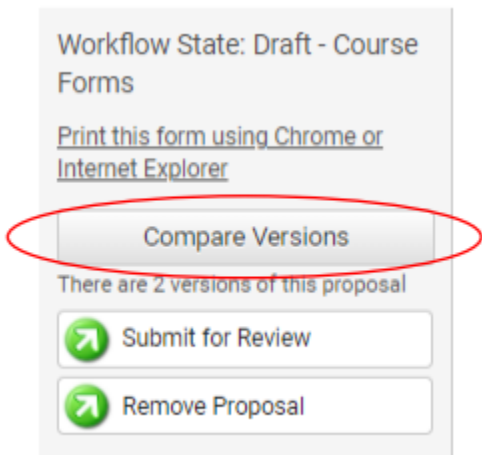 Workflow State: Draft - Course
Forms
Print this form using Chrome or
Internet Explorer
Compare Versions
There are 2 versions of this proposal
Submit for Review
Remove Proposal